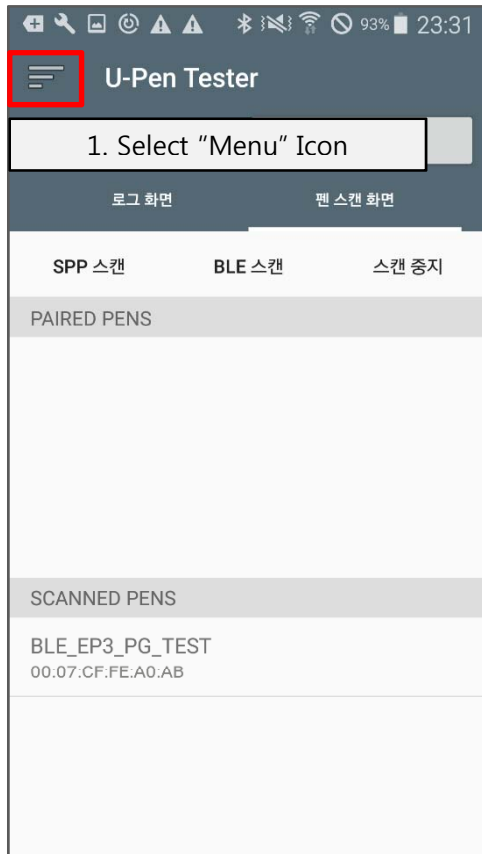 93% 23:31
U-Pen Tester
1. Select “Menu” Icon
로그 화면 펜 스캔 화면
SPP 스캔 BLE 스캔 스캔 중지
PAIRED PENS
SCANNED PENS
BLE_EP3_PG_TEST
00:07:CF:FE:A0:AB